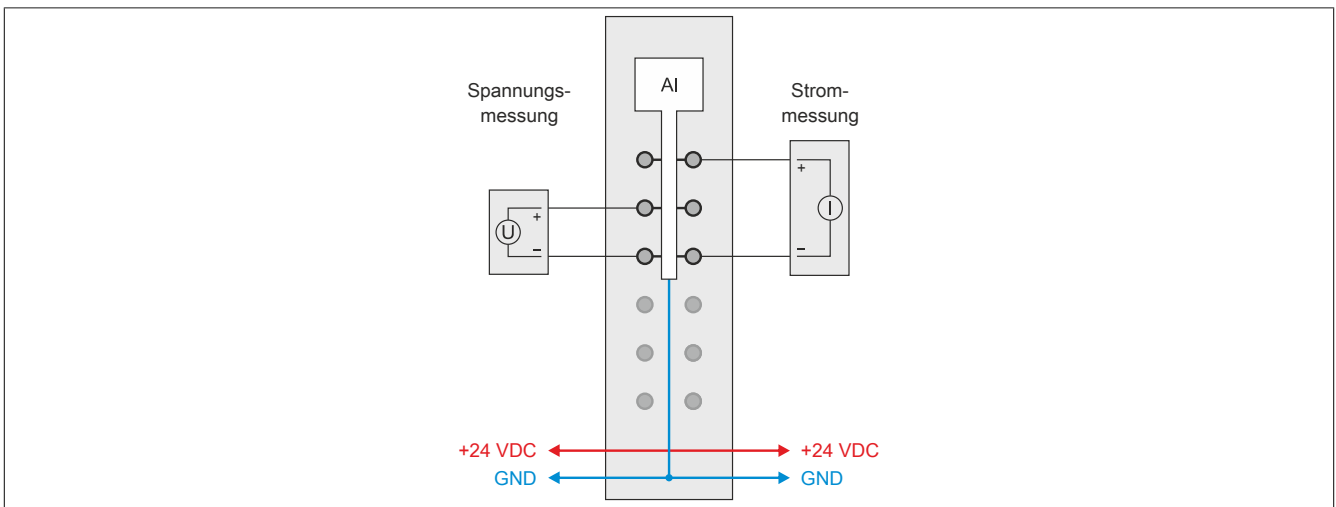 AI
Spannungs-
messung
Strom-
messung
+
+
U
I
–
–
+24 VDC
+24 VDC
GND
GND